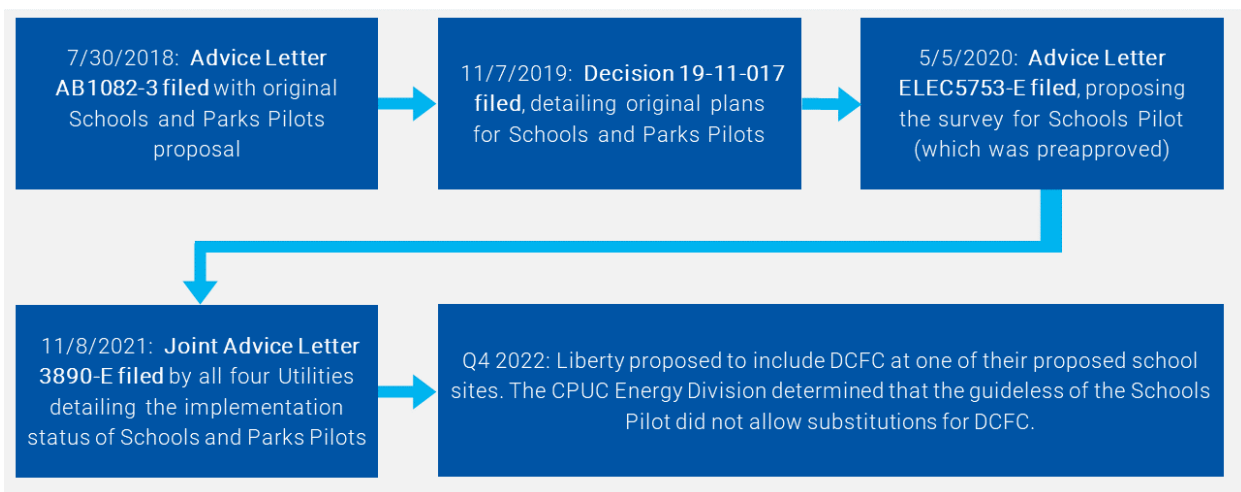 7/30/2018: Advice Letter
AB1082-3 filed with original
Schools and Parks Pilots
proposal
11/7/2019: Decision 19-11-017
filed, detailing original plans
for Schools and Parks Pilots
5/5/2020: Advice Letter
ELEC5753-E filed, proposing
the survey for Schools Pilot
(which was preapproved)
11/8/2021: Joint Advice Letter
3890-E filed by all four Utilities
detailing the implementation
status of Schools and Parks Pilots
Q4 2022: Liberty proposed to include DCFC at one of their proposed school
sites. The CPUC Energy Division determined that the guideless of the Schools
Pilot did not allow substitutions for DCFC.